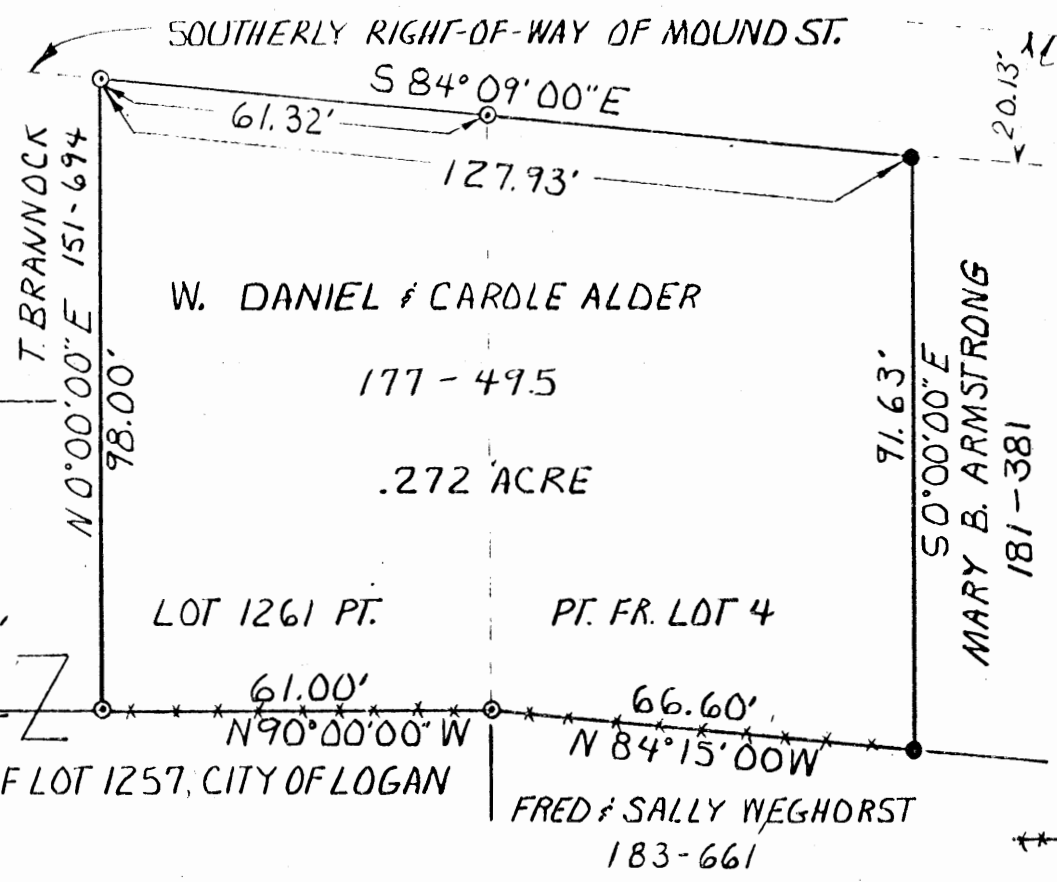 SOUTHERLY RIGHT-OF-WAY OF MOUND ST.
S 84° 09' 00" E
20.13'
61.32'
127.93'
T. BRANNOCK
151-694
N 0°00'00" E
98.00'
W. DANIEL & CAROLE ALDER
177-495
.272 ACRE
91.63'
S 0°00'00" E
MARY B. ARMSTRONG
181-381
LOT 1261 PT.
PT. FR. LOT 4
61.00'
N 90°00'00" W
66.60'
N 84°15'00 W
F LOT 1257, CITY OF LOGAN
FRED & SALLY WEGHORST
183-661